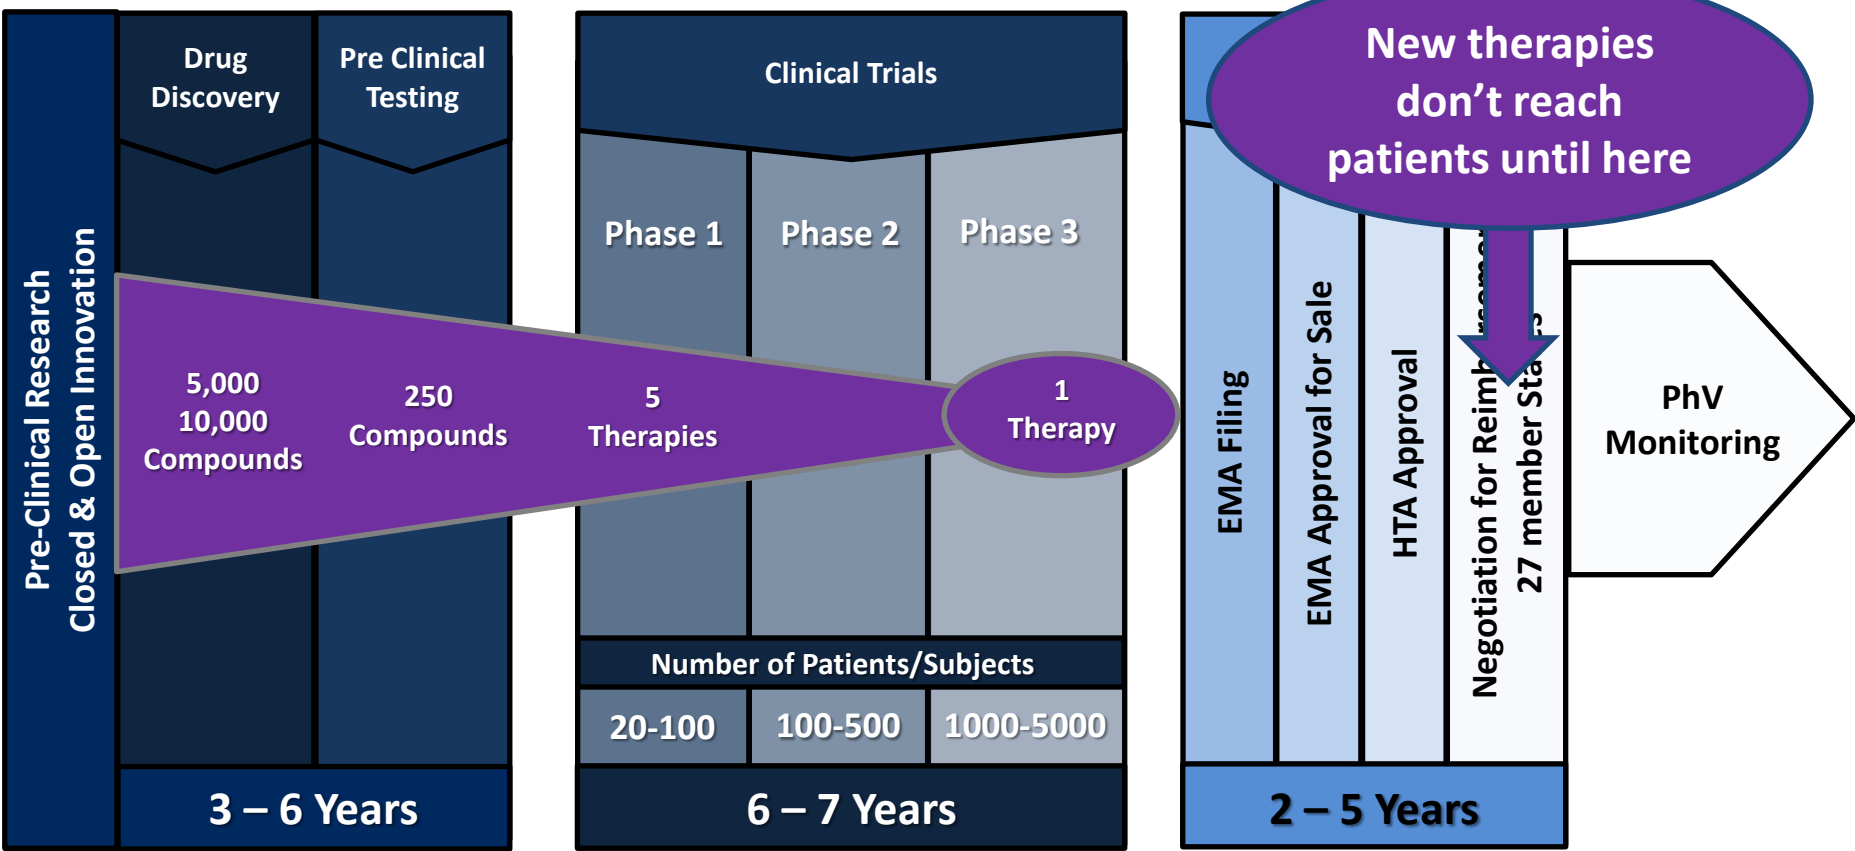 Pre-Clinical Research
Closed & Open Innovation
Drug
Discovery
Pre Clinical
Testing
5,000
10,000
Compounds
250
Compounds
3 – 6 Years
Clinical Trials
Phase 1
Phase 2
Phase 3
5
Therapies
1
Therapy
Number of Patients/Subjects
20-100
100-500
1000-5000
6 – 7 Years
New therapies
don’t reach
patients until here
EMA Filing
EMA Approval for Sale
HTA Approval
Negotiation for
27 member
2 – 5 Years
PhV
Monitoring